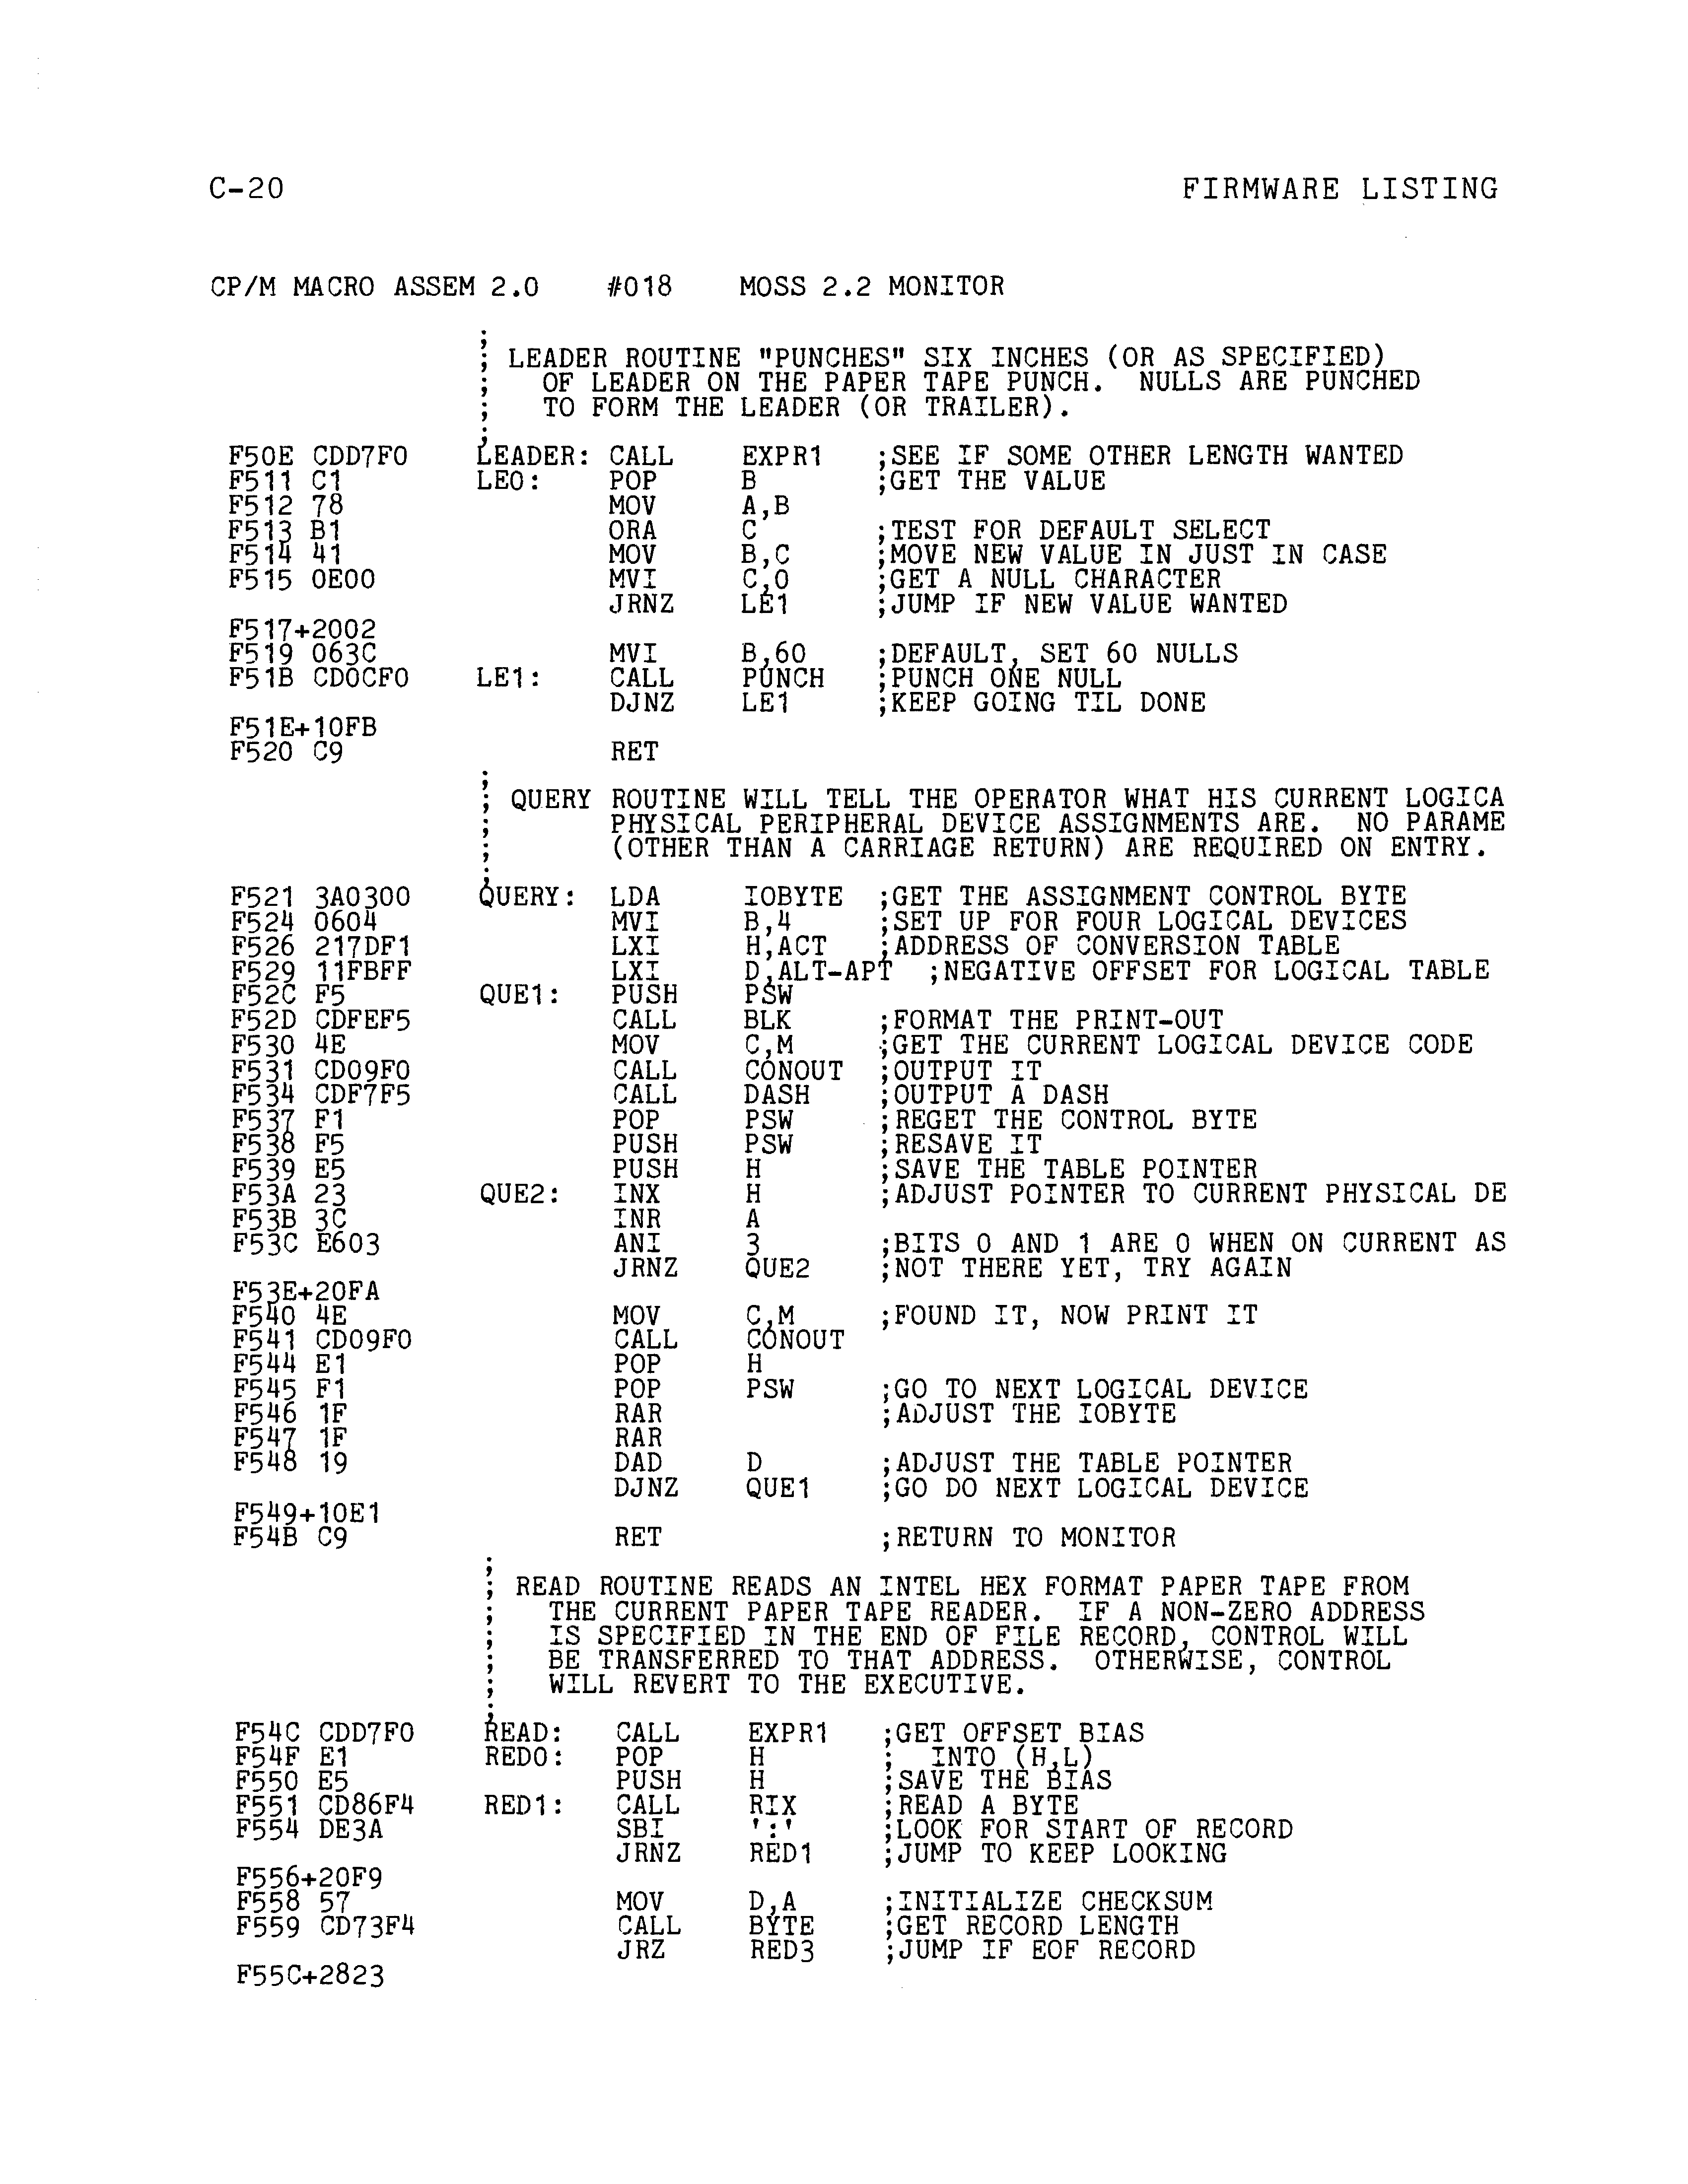 C-20 FIRMWARE LISTING
CP/M MACRO ASSEM 2.0 #018 MOSS 2.2 MONITOR
;
; LEADER ROUTINE "PUNCHES" SIX INCHES (OR AS SPECIFIED)
; OF LEADER ON THE PAPER TAPE PUNCH. NULLS ARE PUNCHED
; TO FORM THE LEADER (OR TRAILER).
;
F50E CDD7F0 LEADER: CALL EXPR1 ;SEE IF SOME OTHER LENGTH WANTED
F511 C1 LE0: POP B ;GET THE VALUE
F512 78 MOV A,B
F513 B1 ORA C ;TEST FOR DEFAULT SELECT
F514 41 MOV B,C ;MOVE NEW VALUE IN JUST IN CASE
F515 0E00 MVI C,0 ;GET A NULL CHARACTER
JRNZ LE1 ;JUMP IF NEW VALUE WANTED
F517+2002
F519 063C MVI B,60 ;DEFAULT, SET 60 NULLS
F51B CD0CF0 LE1: CALL PUNCH ;PUNCH ONE NULL
DJNZ LE1 ;KEEP GOING TIL DONE
F51E+10FB
F520 C9 RET
;
; QUERY ROUTINE WILL TELL THE OPERATOR WHAT HIS CURRENT LOGICA
; PHYSICAL PERIPHERAL DEVICE ASSIGNMENTS ARE. NO PARAME
; (OTHER THAN A CARRIAGE RETURN) ARE REQUIRED ON ENTRY.
;
F521 3A0300 QUERY: LDA IOBYTE ;GET THE ASSIGNMENT CONTROL BYTE
F524 0604 MVI B,4 ;SET UP FOR FOUR LOGICAL DEVICES
F526 217DF1 LXI H,ACT ;ADDRESS OF CONVERSION TABLE
F529 11FBFF LXI D,ALT-APT ;NEGATIVE OFFSET FOR LOGICAL TABLE
F52C F5 QUE1: PUSH PSW
F52D CDFEF5 CALL BLK ;FORMAT THE PRINT-OUT
F530 4E MOV C,M ;GET THE CURRENT LOGICAL DEVICE CODE
F531 CD09F0 CALL CONOUT ;OUTPUT IT
F534 CDF7F5 CALL DASH ;OUTPUT A DASH
F537 F1 POP PSW ;REGET THE CONTROL BYTE
F538 F5 PUSH PSW ;RESAVE IT
F539 E5 PUSH H ;SAVE THE TABLE POINTER
F53A 23 QUE2: INX H ;ADJUST POINTER TO CURRENT PHYSICAL DE
F53B 3C INR A
F53C E603 ANI 3 ;BITS 0 AND 1 ARE 0 WHEN ON CURRENT AS
JRNZ QUE2 ;NOT THERE YET, TRY AGAIN
F53E+20FA
F540 4E MOV C,M ;FOUND IT, NOW PRINT IT
F541 CD09F0 CALL CONOUT
F544 E1 POP H
F545 F1 POP PSW ;GO TO NEXT LOGICAL DEVICE
F546 1F RAR ;ADJUST THE IOBYTE
F547 1F RAR
F548 19 DAD D ;ADJUST THE TABLE POINTER
DJNZ QUE1 ;GO DO NEXT LOGICAL DEVICE
F549+10E1
F54B C9 RET ;RETURN TO MONITOR
;
; READ ROUTINE READS AN INTEL HEX FORMAT PAPER TAPE FROM
; THE CURRENT PAPER TAPE READER. IF A NON-ZERO ADDRESS
; IS SPECIFIED IN THE END OF FILE RECORD, CONTROL WILL
; BE TRANSFERRED TO THAT ADDRESS. OTHERWISE, CONTROL
; WILL REVERT TO THE EXECUTIVE.
;
F54C CDD7F0 READ: CALL EXPR1 ;GET OFFSET BIAS
F54F E1 RED0: POP H ; INTO (H,L)
F550 E5 PUSH H ;SAVE THE BIAS
F551 CD86F4 RED1: CALL RIX ;READ A BYTE
F554 DE3A SBI ':' ;LOOK FOR START OF RECORD
JRNZ RED1 ;JUMP TO KEEP LOOKING
F556+20F9
F558 57 MOV D,A ;INITIALIZE CHECKSUM
F559 CD73F4 CALL BYTE ;GET RECORD LENGTH
JRZ RED3 ;JUMP IF EOF RECORD
F55C+2823